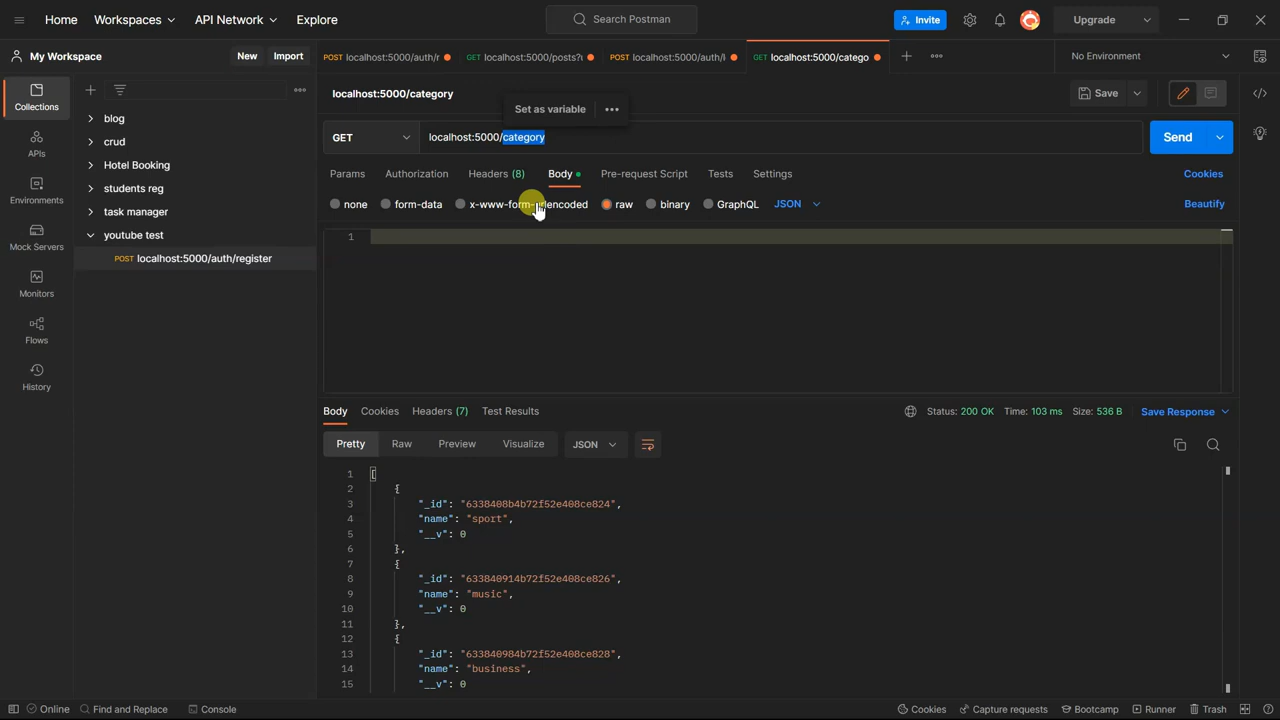 Home Workspaces API Network Explore Search Postman Invite Upgrade
My Workspace New Import POST localhost:5000/auth/r GET localhost:5000/posts?u POST localhost:5000/auth/l GET localhost:5000/catego No Environment
Collections
APIs
Environments
Mock Servers
Monitors
Flows
History
blog
crud
Hotel Booking
students reg
task manager
youtube test
POST localhost:5000/auth/register
localhost:5000/category Save
Set as variable
GET localhost:5000/category Send
Params Authorization Headers (8) Body Pre-request Script Tests Settings Cookies
none form-data x-www-form-urlencoded raw binary GraphQL JSON Beautify
1
Body Cookies Headers (7) Test Results Status: 200 OK Time: 103 ms Size: 536 B Save Response
Pretty Raw Preview Visualize JSON
1 [
2 {
3 "_id": "6338408b4b72f52e408ce824",
4 "name": "sport",
5 "__v": 0
6 },
7 {
8 "_id": "633840914b72f52e408ce826",
9 "name": "music",
10 "__v": 0
11 },
12 {
13 "_id": "633840984b72f52e408ce828",
14 "name": "business",
15 "__v": 0
Online Find and Replace Console Cookies Capture requests Bootcamp Runner Trash